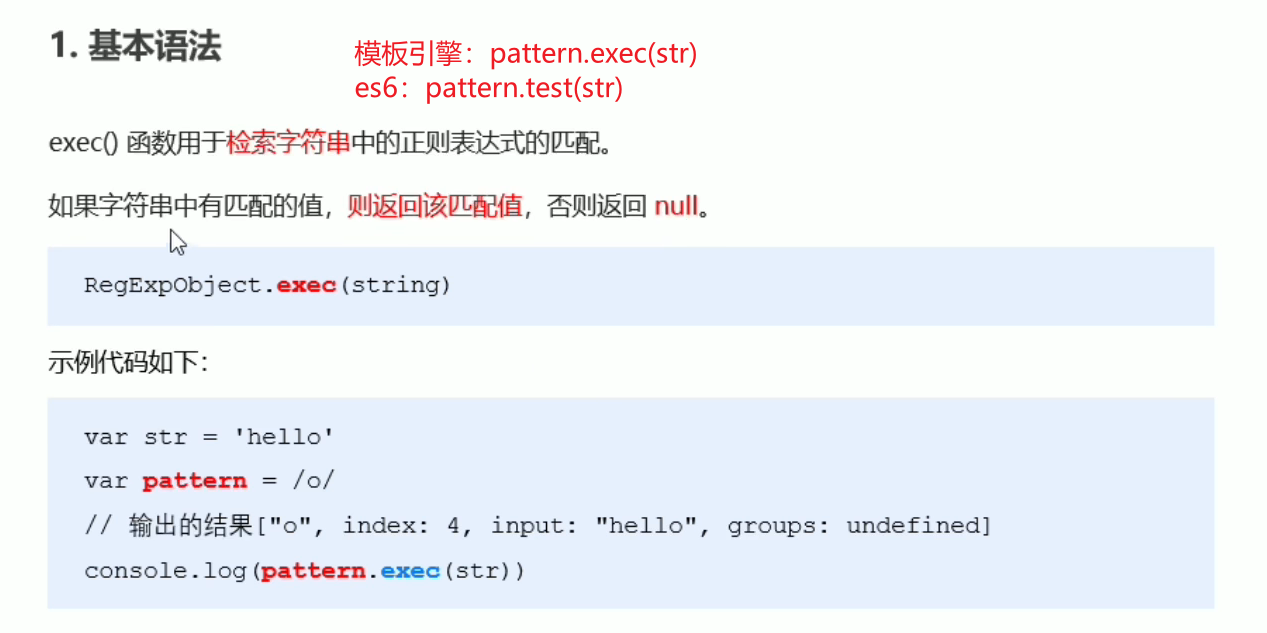 1. 基本语法
模板引擎：pattern.exec(str)
es6：pattern.test(str)
exec() 函数用于检索字符串中的正则表达式的匹配。
如果字符串中有匹配的值，则返回该匹配值，否则返回 null。
RegExpObject.exec(string)
示例代码如下：
var str = 'hello'
var pattern = /o/
// 输出的结果["o", index: 4, input: "hello", groups: undefined]
console.log(pattern.exec(str))